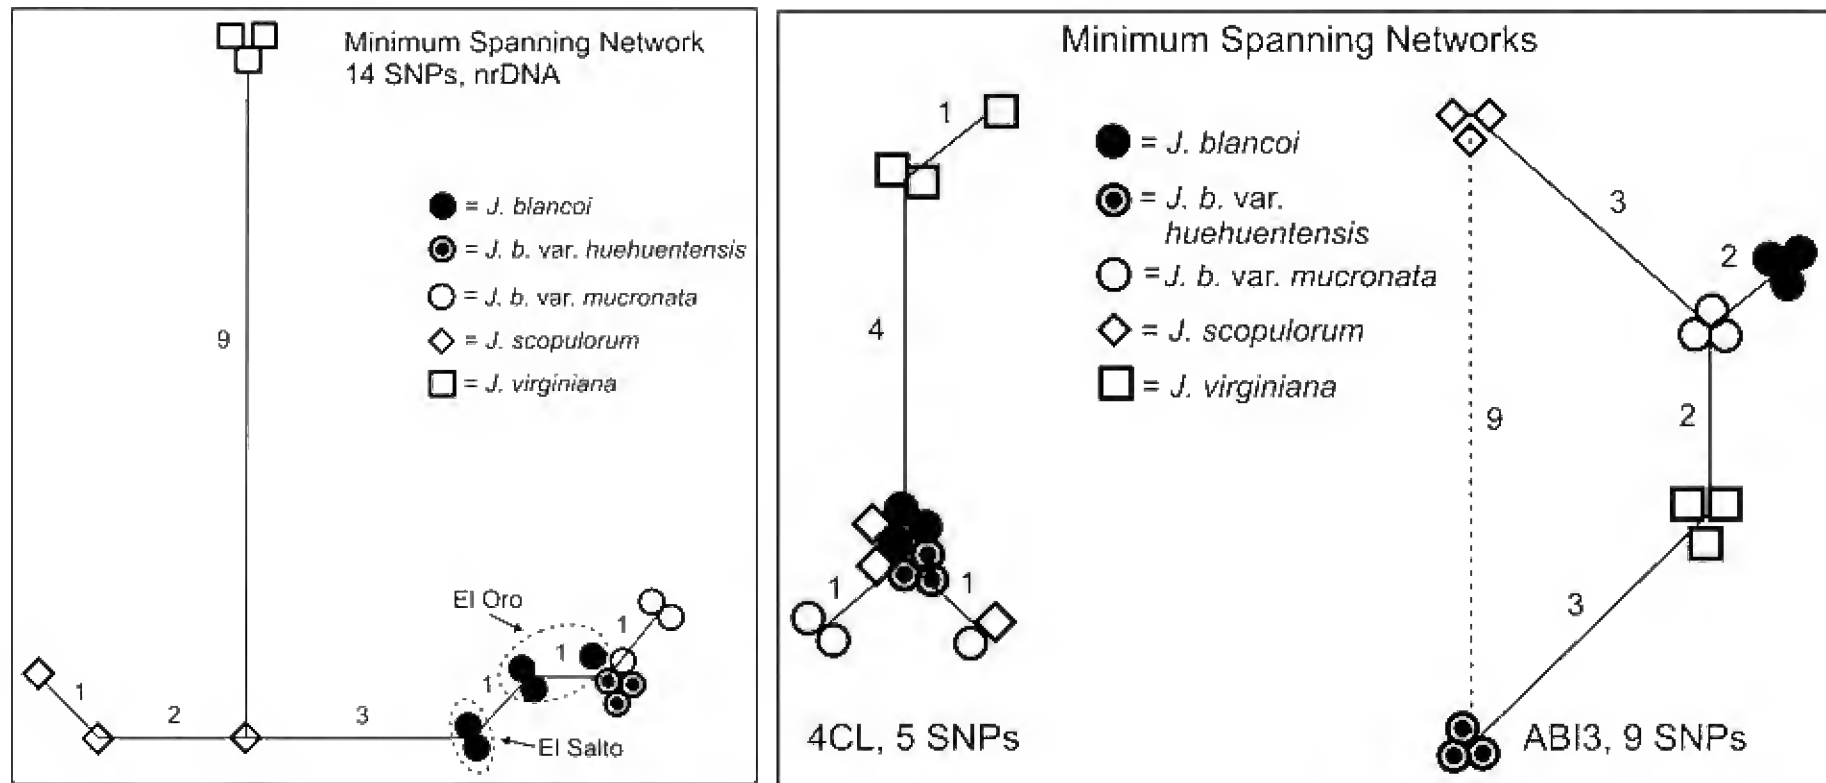 Minimum Spanning Network
14 SNPs, nrDNA
= J. blancoi
= J. b. var. huehuentensis
= J. b. var. mucronata
= J. scopulorum
= J. virginiana
9
El Oro
1
1
1
1
2
3
El Salto
Minimum Spanning Networks
1
= J. blancoi
= J. b. var.
huehuentensis
= J. b. var. mucronata
= J. scopulorum
= J. virginiana
4
1
1
4CL, 5 SNPs
3
2
9
2
3
ABI3, 9 SNPs